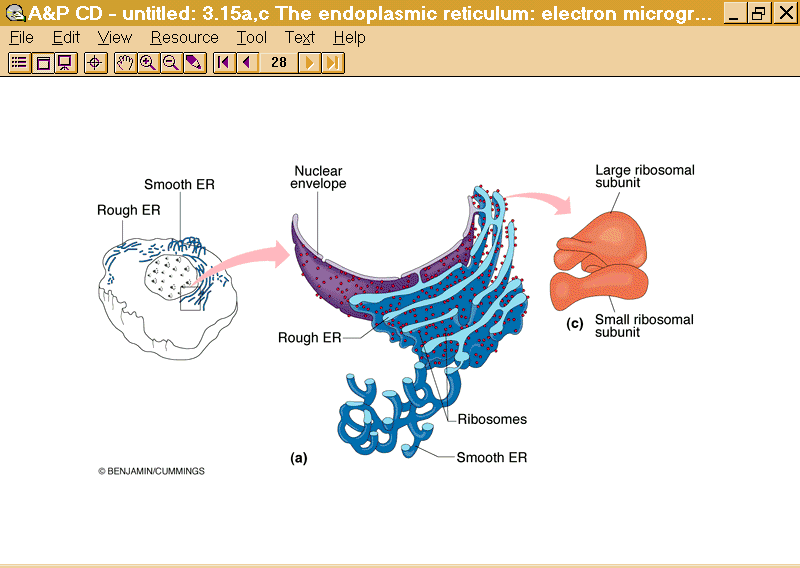 A&P CD - untitled: 3.15a,c The endoplasmic reticulum: electron microgr...
File Edit View Resource Tool Text Help
28
Nuclear
envelope
Large ribosomal
subunit
Smooth ER
Rough ER
Rough ER
(c)
Small ribosomal
subunit
Ribosomes
(a)
Smooth ER
© BENJAMIN/CUMMINGS